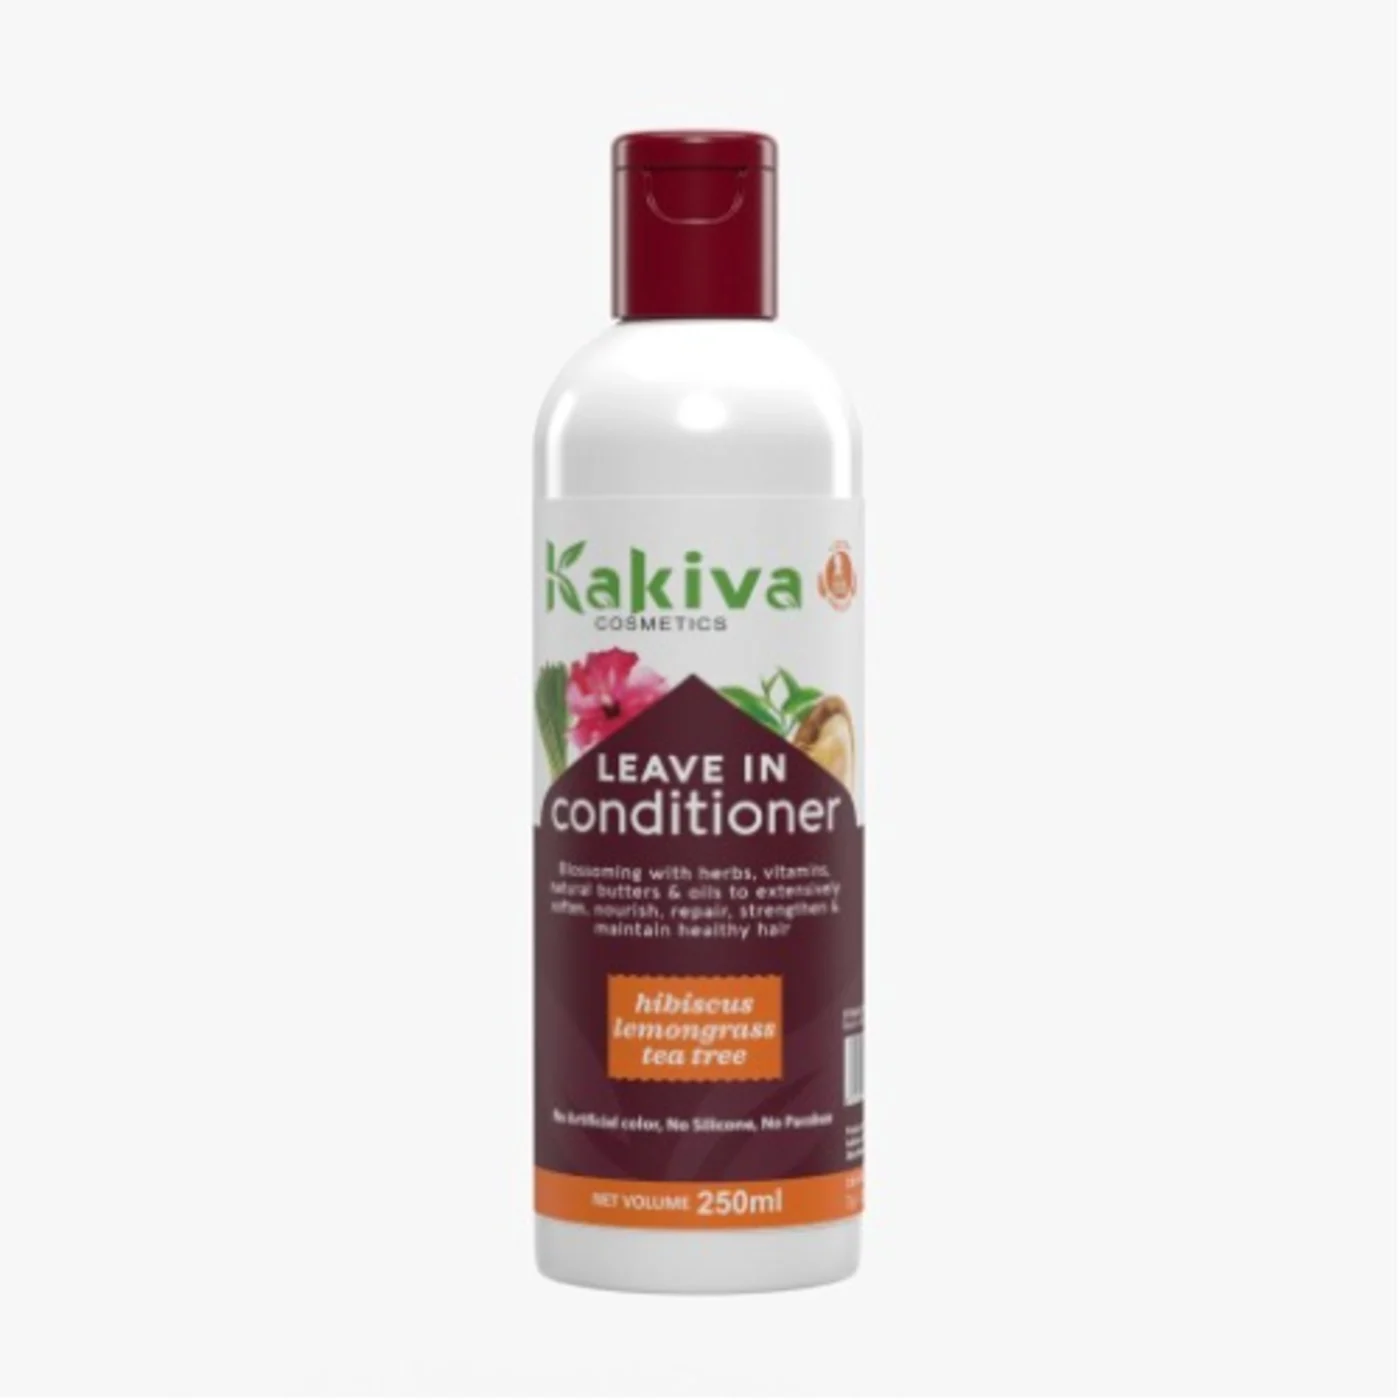 Kakiva
COSMETICS
LEAVE IN
conditioner
Blossoming with herbs, vitamins,
natural butters & oils to extensively
soften, nourish, repair, strengthen &
maintain healthy hair
hibiscus
lemongrass
tea tree
No Artificial color, No Silicone, No Paraben
NET VOLUME 250ml